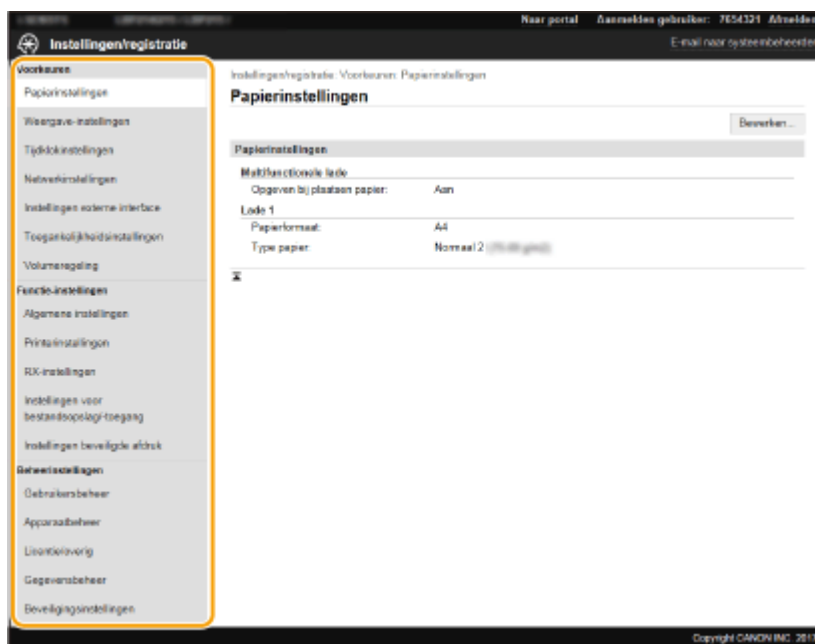 Naar portal Aanmelden gebruiker: 7654321 Afmelden
Instellingen/registratie
E-mail naar systeembeheerder
Voorkeuren
Papierinstellingen
Weergave-instellingen
Tijdklokinstellingen
Netwerkinstellingen
Instellingen externe interface
Toegankelijkheidsinstellingen
Volumeregeling
Functie-instellingen
Algemene instellingen
Printerinstellingen
RX-instellingen
Instellingen voor
bestandsopslag/-toegang
Instellingen beveiligde afdruk
Beheerinstellingen
Gebruikersbeheer
Apparaatbeheer
Licentie/overig
Gegevensbeheer
Beveiligingsinstellingen
Instellingen/registratie: Voorkeuren: Papierinstellingen
Papierinstellingen
Bewerken...
Papierinstellingen
Multifunctionele lade
Opgeven bij plaatsen papier: Aan
Lade 1
Papierformaat: A4
Type papier: Normaal 2
Copyright CANON INC. 201